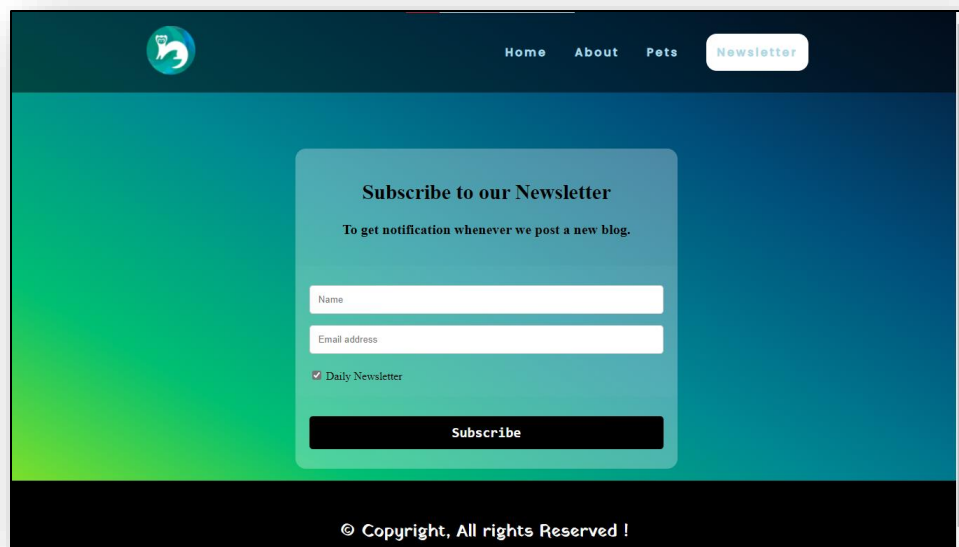 Home About Pets Newsletter
Subscribe to our Newsletter
To get notification whenever we post a new blog.
Name
Email address
Daily Newsletter
Subscribe
© Copyright, All rights Reserved !